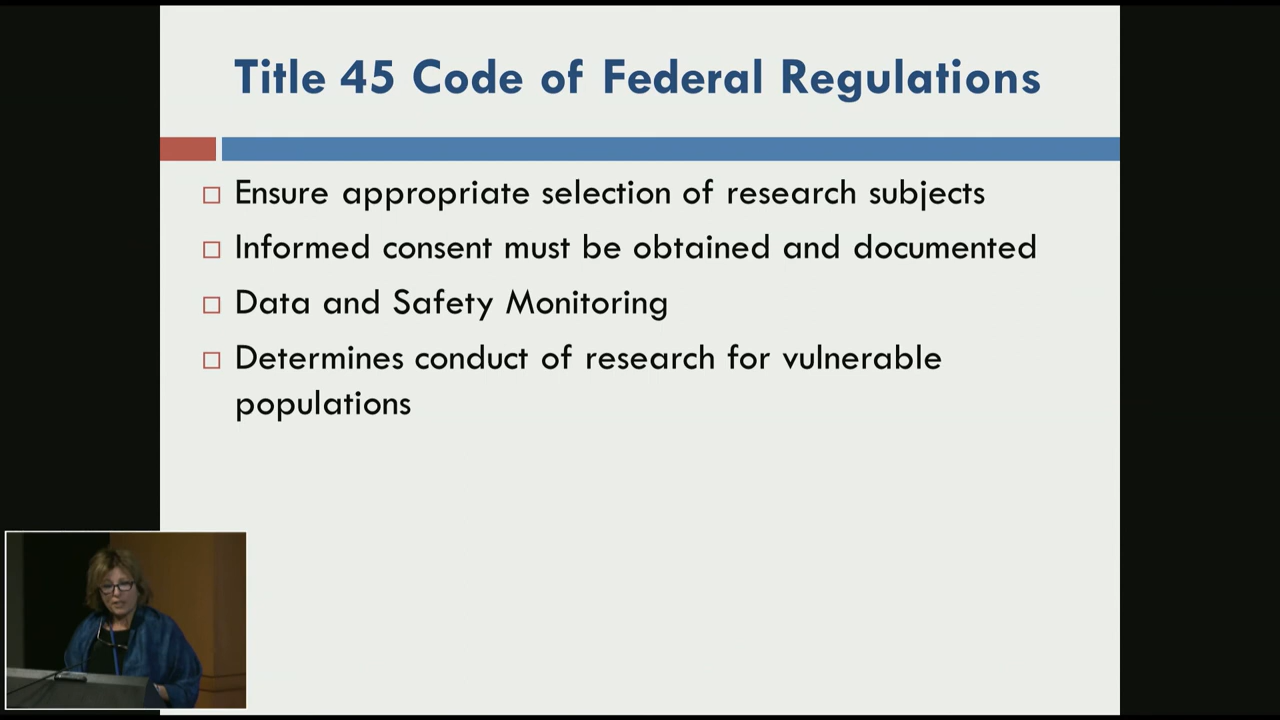 Title 45 Code of Federal Regulations
Ensure appropriate selection of research subjects
Informed consent must be obtained and documented
Data and Safety Monitoring
Determines conduct of research for vulnerable
populations